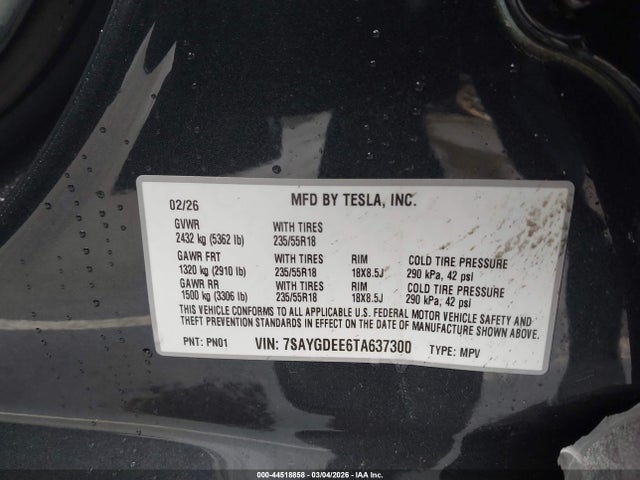 02/26 MFD BY TESLA, INC.
GVWR WITH TIRES
2432 kg (5362 lb) 235/55R18
GAWR FRT WITH TIRES RIM COLD TIRE PRESSURE
1320 kg (2910 lb) 235/55R18 18X8.5J 290 kPa, 42 psi
GAWR RR WITH TIRES RIM COLD TIRE PRESSURE
1500 kg (3306 lb) 235/55R18 18X8.5J 290 kPa, 42 psi
THIS VEHICLE CONFORMS TO ALL APPLICABLE U.S. FEDERAL MOTOR VEHICLE SAFETY AND
THEFT PREVENTION STANDARDS IN EFFECT ON THE DATE OF MANUFACTURE SHOWN ABOVE.
PNT: PN01 VIN: 7SAYGDEE6TA637300 TYPE: MPV
000-44518858 - 03/04/2026 - IAA Inc.